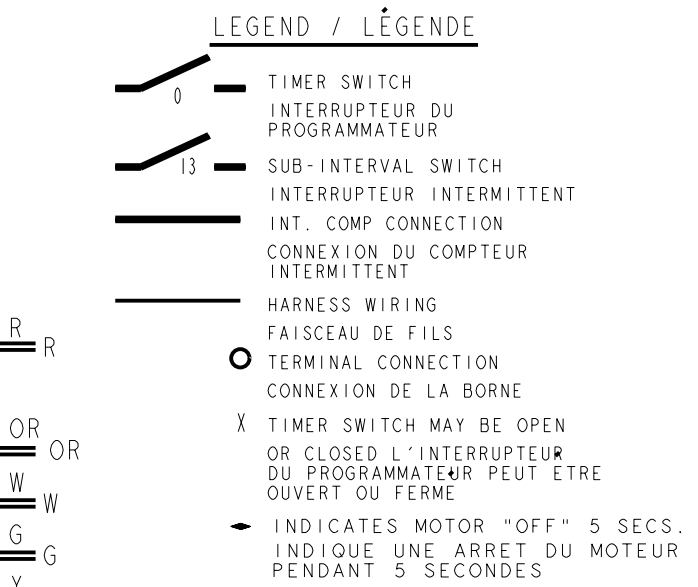 LEGEND / LÉGENDE
0
TIMER SWITCH
INTERRUPTEUR DU
PROGRAMMATEUR
13
SUB-INTERVAL SWITCH
INTERRUPTEUR INTERMITTENT
INT. COMP CONNECTION
CONNEXION DU COMPTEUR
INTERMITTENT
HARNESS WIRING
FAISCEAU DE FILS
TERMINAL CONNECTION
CONNEXION DE LA BORNE
X TIMER SWITCH MAY BE OPEN
OR CLOSED L'INTERRUPTEUR
DU PROGRAMMATEUR PEUT ETRE
OUVERT OU FERME
INDICATES MOTOR "OFF" 5 SECS.
INDIQUE UNE ARRET DU MOTEUR
PENDANT 5 SECONDES
R
R
OR
OR
W
W
G
G